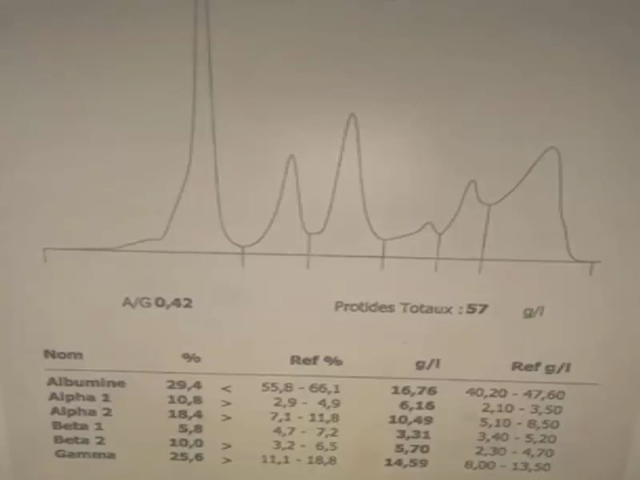 A/G 0,42 Protides Totaux : 57 g/l
Nom % Ref % g/l Ref g/l
Albumine 29,4 < 55,8 - 66,1 16,76 40,20 - 47,60
Alpha 1 10,8 > 2,9 - 4,9 6,16 2,10 - 3,50
Alpha 2 18,4 > 7,1 - 11,8 10,49 5,10 - 8,50
Beta 1 5,8 4,7 - 7,2 3,31 3,40 - 5,20
Beta 2 10,0 > 3,2 - 6,5 5,70 2,30 - 4,70
Gamma 25,6 > 11,1 - 18,8 14,59 8,00 - 13,50